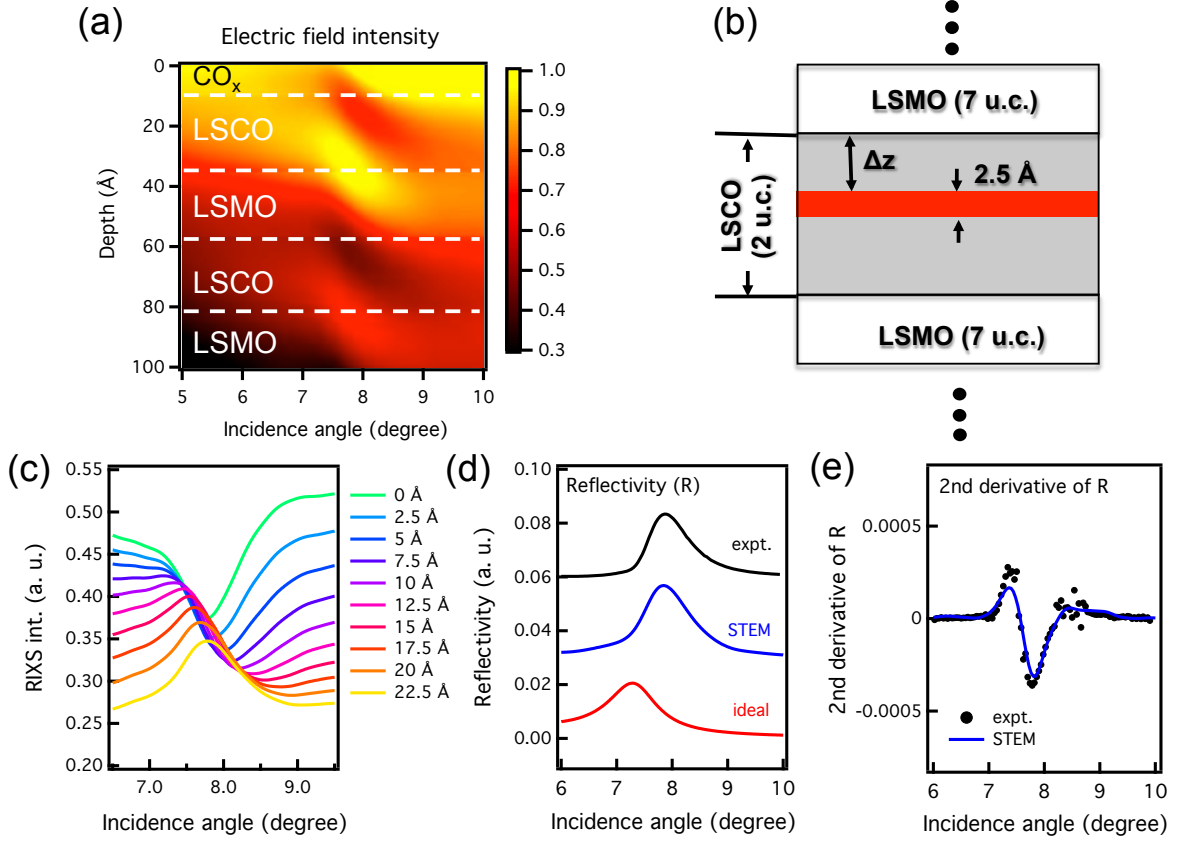 (a)
Electric field intensity
0
20
40
60
80
100
Depth (Å)
COx
LSCO
LSMO
LSCO
LSMO
5
6
7
8
9
10
Incidence angle (degree)
1.0
0.9
0.8
0.7
0.6
0.5
0.4
0.3
(b)
LSMO (7 u.c.)
Δz
2.5 Å
LSCO
(2 u.c.)
LSMO (7 u.c.)
(c)
0.55
0.50
0.45
0.40
0.35
0.30
0.25
0.20
RIXS int. (a. u.)
7.0
8.0
9.0
Incidence angle (degree)
0 Å
2.5 Å
5 Å
7.5 Å
10 Å
12.5 Å
15 Å
17.5 Å
20 Å
22.5 Å
(d)
0.10
0.08
0.06
0.04
0.02
0.00
Reflectivity (a. u.)
Reflectivity (R)
expt.
STEM
ideal
6
7
8
9
10
Incidence angle (degree)
(e)
2nd derivative of R
0.0005
0
-0.0005
2nd derivative of R
expt.
STEM
6
7
8
9
10
Incidence angle (degree)